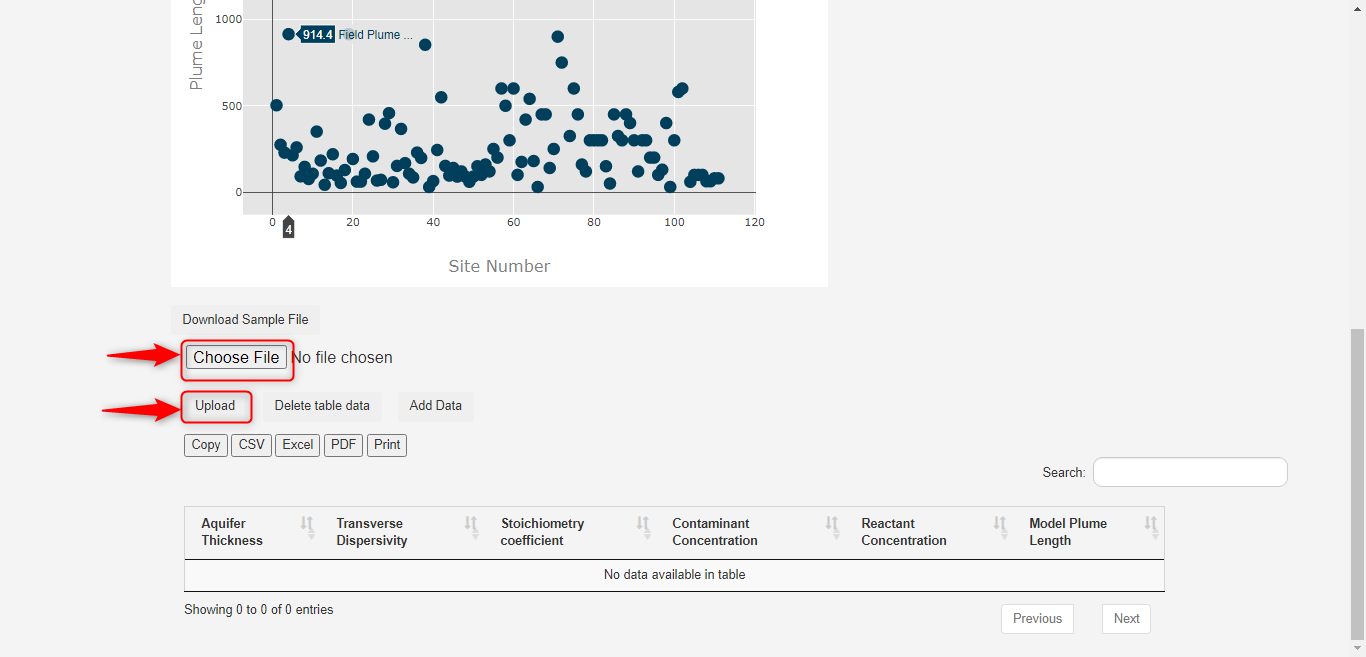 1000
Plume Leng
914.4 Field Plume ...
500
0
0 20 40 60 80 100 120
4
Site Number
Download Sample File
Choose File No file chosen
Upload Delete table data Add Data
Copy CSV Excel PDF Print
Search:
Aquifer Thickness
Transverse Dispersivity
Stoichiometry coefficient
Contaminant Concentration
Reactant Concentration
Model Plume Length
No data available in table
Showing 0 to 0 of 0 entries
Previous Next